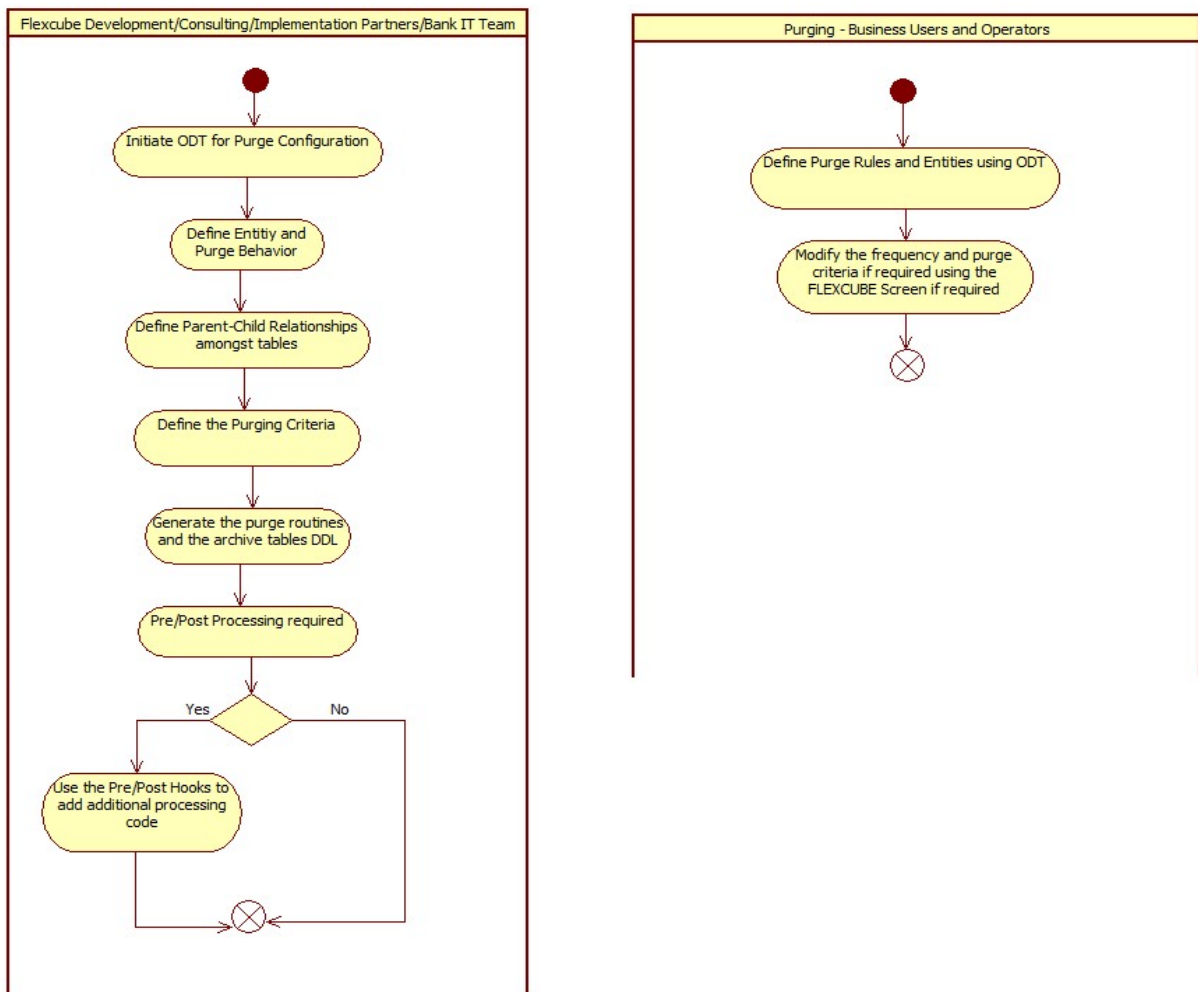 Flexcube Development/Consulting/Implementation Partners/Bank IT Team
Initiate ODT for Purge Configuration
Define Entitiy and
Purge Behavior
Define Parent-Child Relationships
amongst tables
Define the Purging Criteria
Generate the purge routines
and the archive tables DDL
Pre/Post Processing required
Yes
No
Use the Pre/Post Hooks to
add additional processing
code
Purging - Business Users and Operators
Define Purge Rules and Entities using ODT
Modify the frequency and purge
criteria if required using the
FLEXCUBE Screen if required